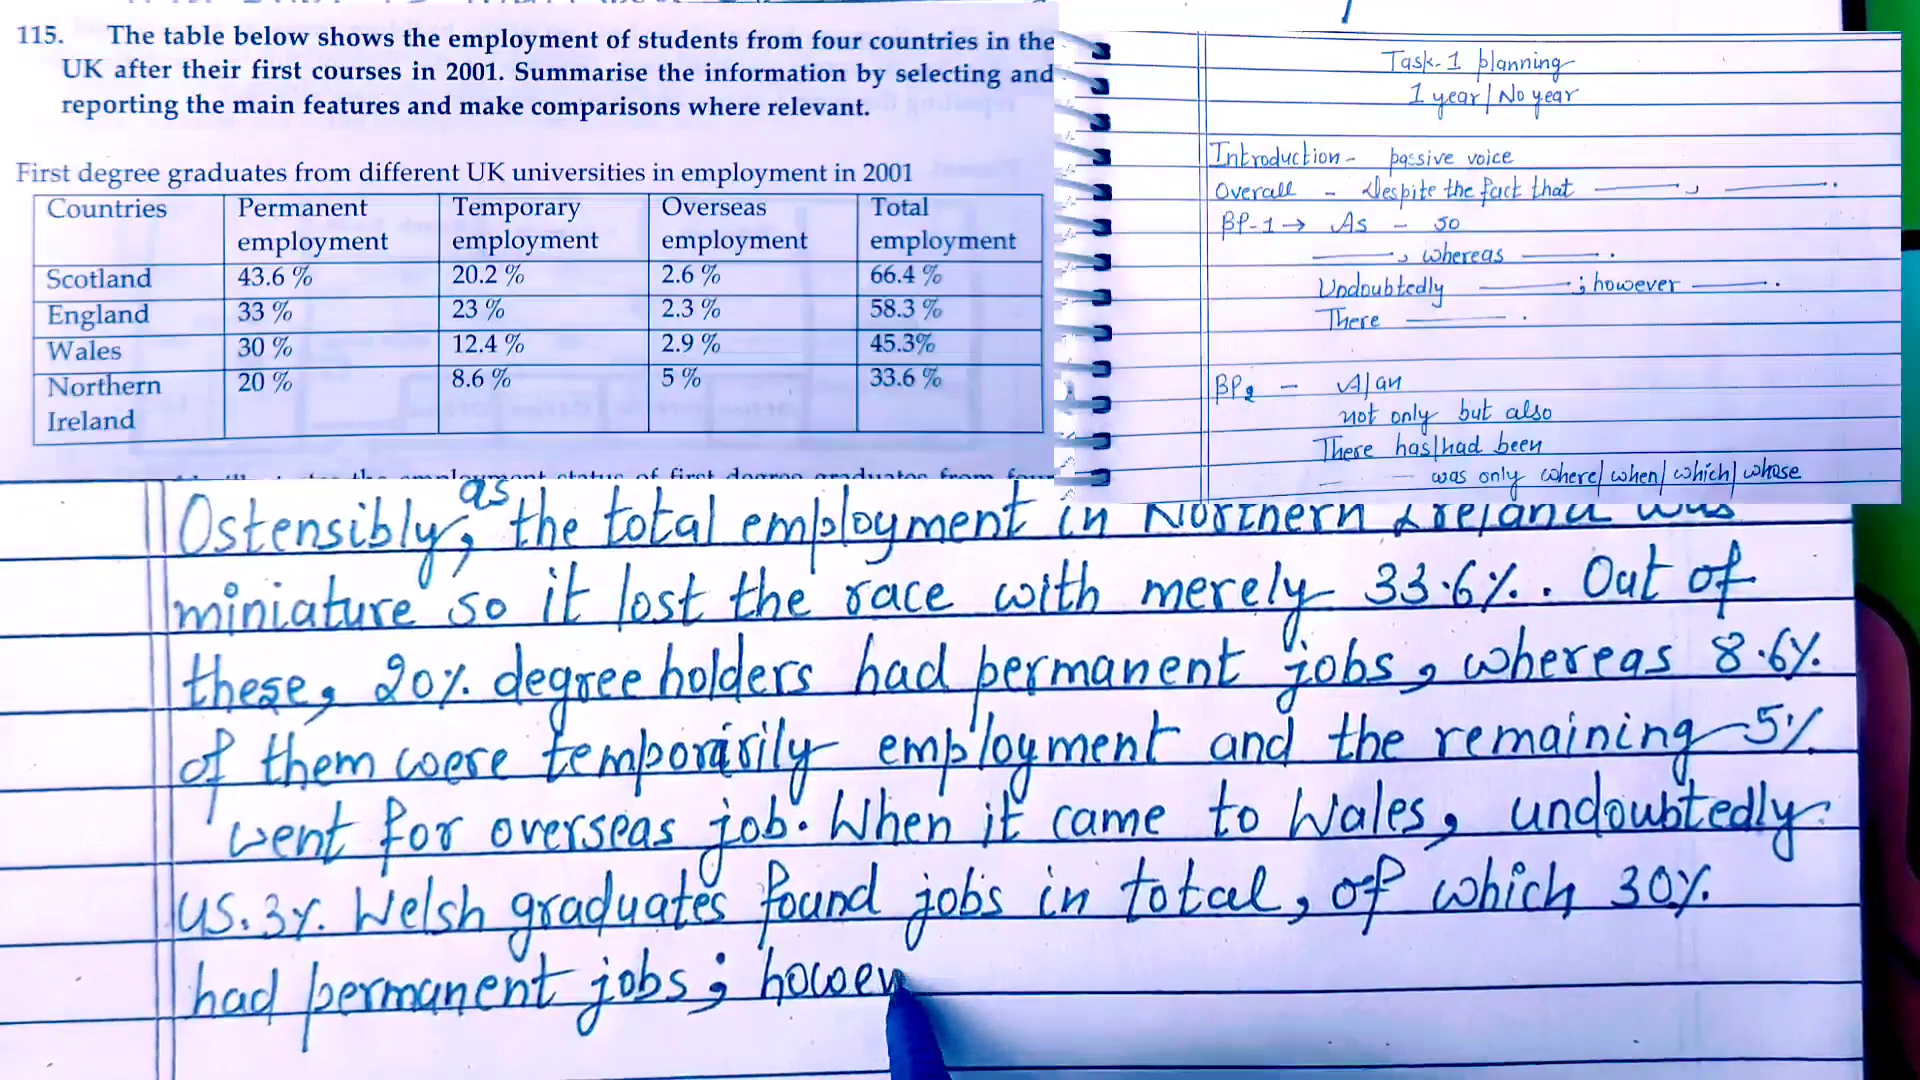 115. The table below shows the employment of students from four countries in the
UK after their first courses in 2001. Summarise the information by selecting and
reporting the main features and make comparisons where relevant.
First degree graduates from different UK universities in employment in 2001
Countries Permanent employment Temporary employment Overseas employment Total employment
Scotland 43.6 % 20.2 % 2.6 % 66.4 %
England 33 % 23 % 2.3 % 58.3 %
Wales 30 % 12.4 % 2.9 % 45.3%
Northern Ireland 20 % 8.6 % 5 % 33.6 %
the employment status of first degree graduates from four
Task-1 planning
1 year/No year
Introduction - passive voice
Overall - despite the fact that ——, ——.
BP-1 → As - so
——, whereas ——.
Undoubtedly ——; however ——.
There ——.
BP2 - A/an
not only but also
There has/had been
— - was only where/when/which/whose
Ostensibly, as the total employment in Northern Ireland was
miniature so it lost the race with merely 33.6%. Out of
these, 20% degree holders had permanent jobs, whereas 8.6%
of them were temporarily employment and the remaining 5%
went for overseas job. When it came to Wales, undoubtedly
45.3% Welsh graduates found jobs in total, of which 30%
had permanent jobs; howev